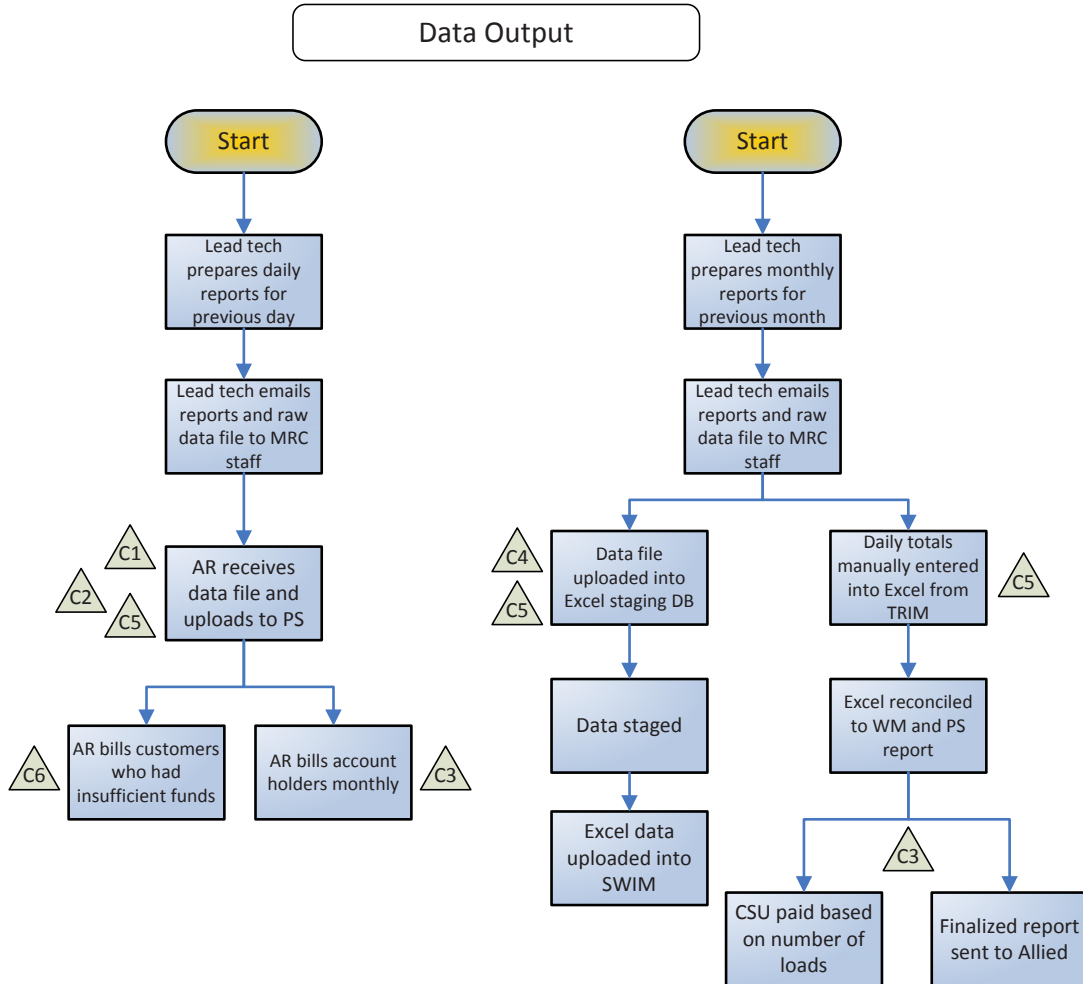 Data Output
Start
Lead tech
prepares daily
reports for
previous day
Lead tech emails
reports and raw
data file to MRC
staff
C1
C2
C5
AR receives
data file and
uploads to PS
C6
AR bills customers
who had
insufficient funds
AR bills account
holders monthly
C3
Start
Lead tech
prepares monthly
reports for
previous month
Lead tech emails
reports and raw
data file to MRC
staff
C4
C5
Data file
uploaded into
Excel staging DB
Data staged
Excel data
uploaded into
SWIM
Daily totals
manually entered
into Excel from
TRIM
C5
Excel reconciled
to WM and PS
report
C3
CSU paid based
on number of
loads
Finalized report
sent to Allied